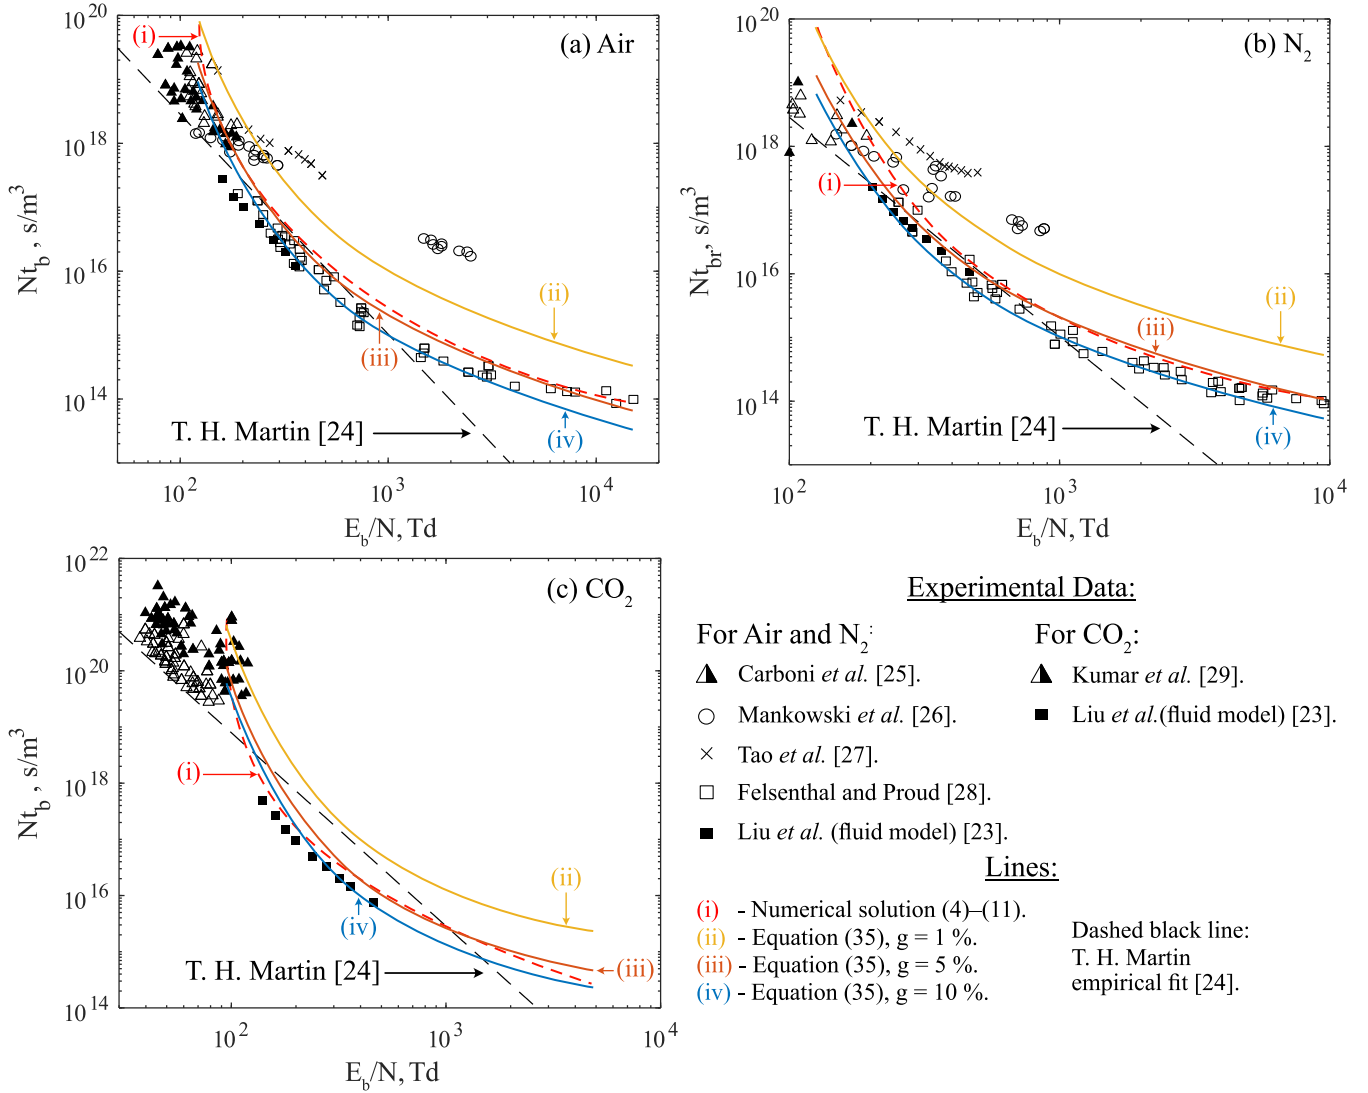 10^20
10^18
10^16
10^14
Nt_b , s/m^3
(i)
(a) Air
(ii)
(iii)
(iv)
T. H. Martin [24]
10^2
10^3
10^4
E_b/N, Td
10^20
10^18
10^16
10^14
Nt_br, s/m^3
(b) N_2
(i)
(ii)
(iii)
(iv)
T. H. Martin [24]
10^2
10^3
10^4
E_b/N, Td
10^22
10^20
10^18
10^16
10^14
Nt_b, s/m^3
(c) CO_2
(i)
(ii)
(iii)
(iv)
T. H. Martin [24]
10^2
10^3
10^4
E_b/N, Td
Experimental Data:
For Air and N_2:
Carboni et al. [25].
Mankowski et al. [26].
Tao et al. [27].
Felsenthal and Proud [28].
Liu et al. (fluid model) [23].
For CO_2:
Kumar et al. [29].
Liu et al.(fluid model) [23].
Lines:
(i) - Numerical solution (4)–(11).
(ii) - Equation (35), g = 1 %.
(iii) - Equation (35), g = 5 %.
(iv) - Equation (35), g = 10 %.
Dashed black line:
T. H. Martin
empirical fit [24].